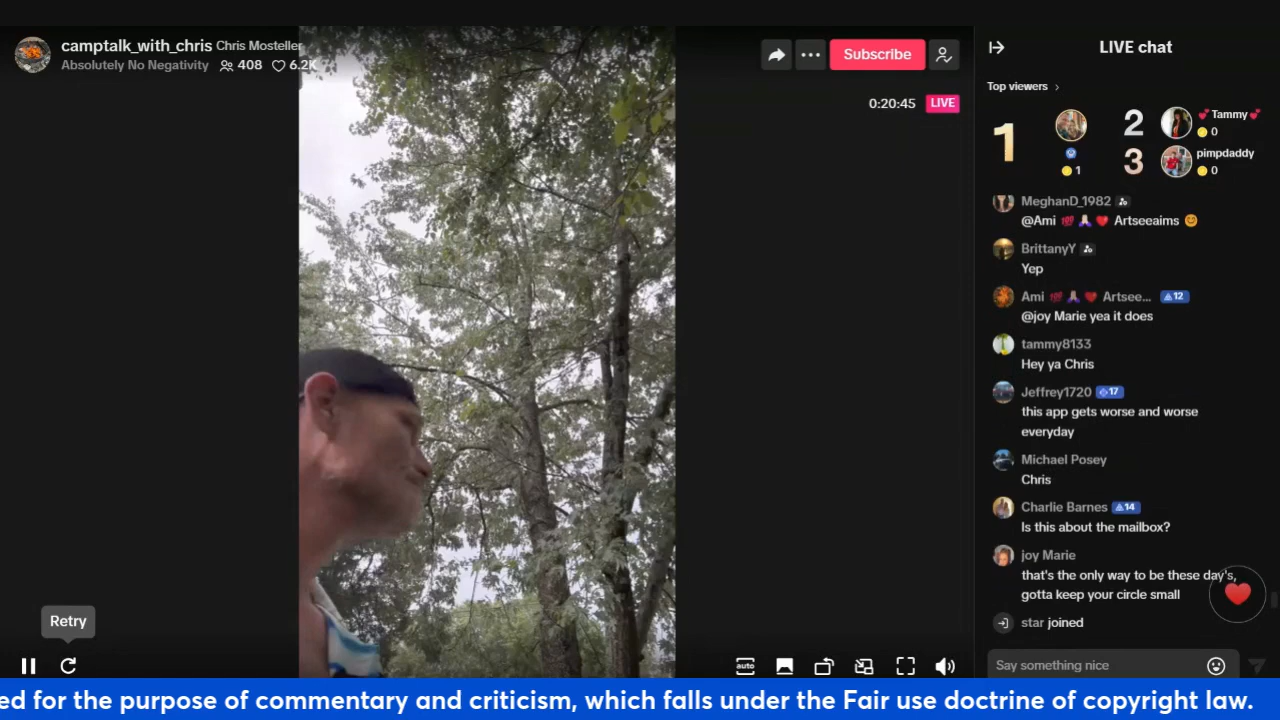 camptalk_with_chris Chris Mosteller
Absolutely No Negativity 408 6.2K
Subscribe
0:20:45 LIVE
LIVE chat
Top viewers >
1
1
2 Tammy
0
3 pimpdaddy
0
MeghanD_1982
@Ami 💯 🙏🏻 ❤️ Artseeaims 😊
BrittanyY
Yep
Ami 💯 🙏🏻 ❤️ Artsee... 12
@joy Marie yea it does
tammy8133
Hey ya Chris
Jeffrey1720 17
this app gets worse and worse
everyday
Michael Posey
Chris
Charlie Barnes 14
Is this about the mailbox?
joy Marie
that's the only way to be these day's,
gotta keep your circle small
star joined
Say something nice
Retry
auto
ed for the purpose of commentary and criticism, which falls under the Fair use doctrine of copyright law.